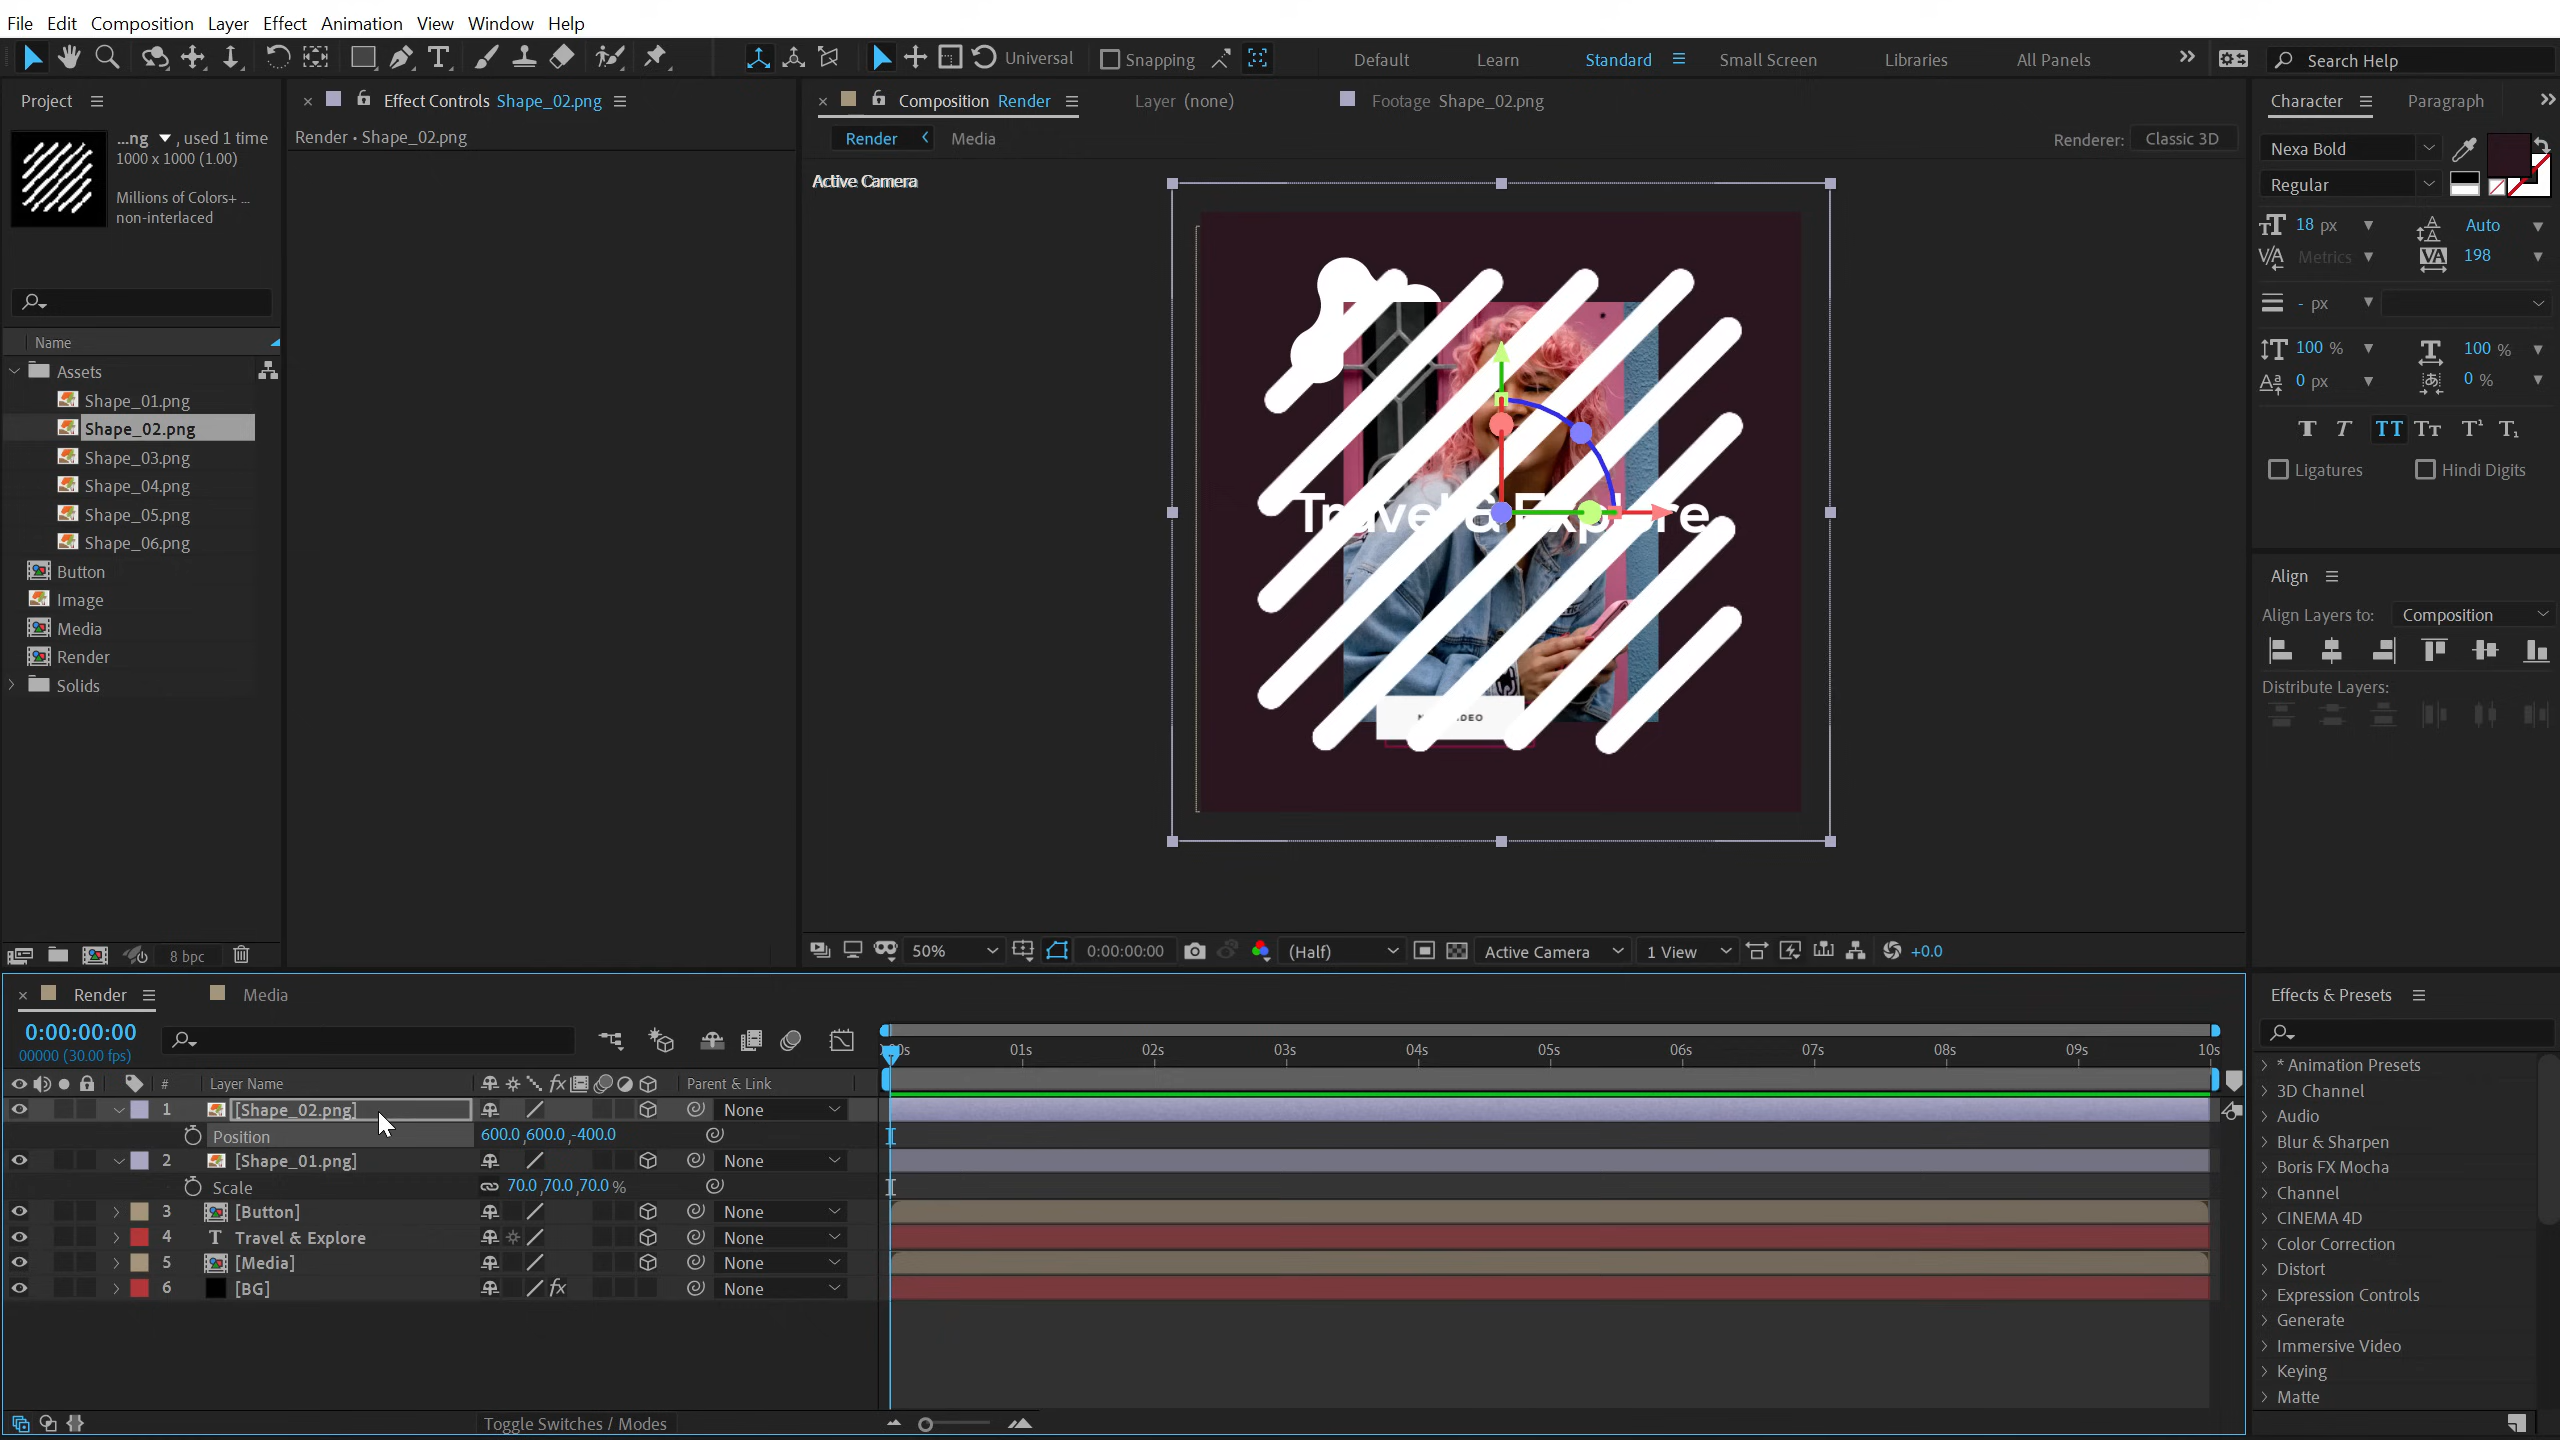 File Edit Composition Layer Effect Animation View Window Help
Universal Snapping Default Learn Standard Small Screen Libraries All Panels Search Help
Project
...ng , used 1 time
1000 x 1000 (1.00)
Millions of Colors+ ...
non-interlaced
Name
Assets
Shape_01.png
Shape_02.png
Shape_03.png
Shape_04.png
Shape_05.png
Shape_06.png
Button
Image
Media
Render
Solids
8 bpc
Effect Controls Shape_02.png
Render • Shape_02.png
Composition Render Layer (none) Footage Shape_02.png
Render Media Renderer: Classic 3D
Active Camera
Travel & Explore
50% 0:00:00:00 (Half) Active Camera 1 View +0.0
Character Paragraph
Nexa Bold
Regular
18 px Auto
Metrics 198
- px
100 % 100 %
0 px 0 %
Ligatures Hindi Digits
Align
Align Layers to: Composition
Distribute Layers:
Render Media
0:00:00:00
00000 (30.00 fps)
01s 02s 03s 04s 05s 06s 07s 08s 09s 10s
# Layer Name Parent & Link
1 [Shape_02.png] None
Position 600.0,600.0,-400.0
2 [Shape_01.png] None
Scale 70.0,70.0,70.0 %
3 [Button] None
4 T Travel & Explore None
5 [Media] None
6 [BG] fx None
Toggle Switches / Modes
Effects & Presets
* Animation Presets
3D Channel
Audio
Blur & Sharpen
Boris FX Mocha
Channel
CINEMA 4D
Color Correction
Distort
Expression Controls
Generate
Immersive Video
Keying
Matte